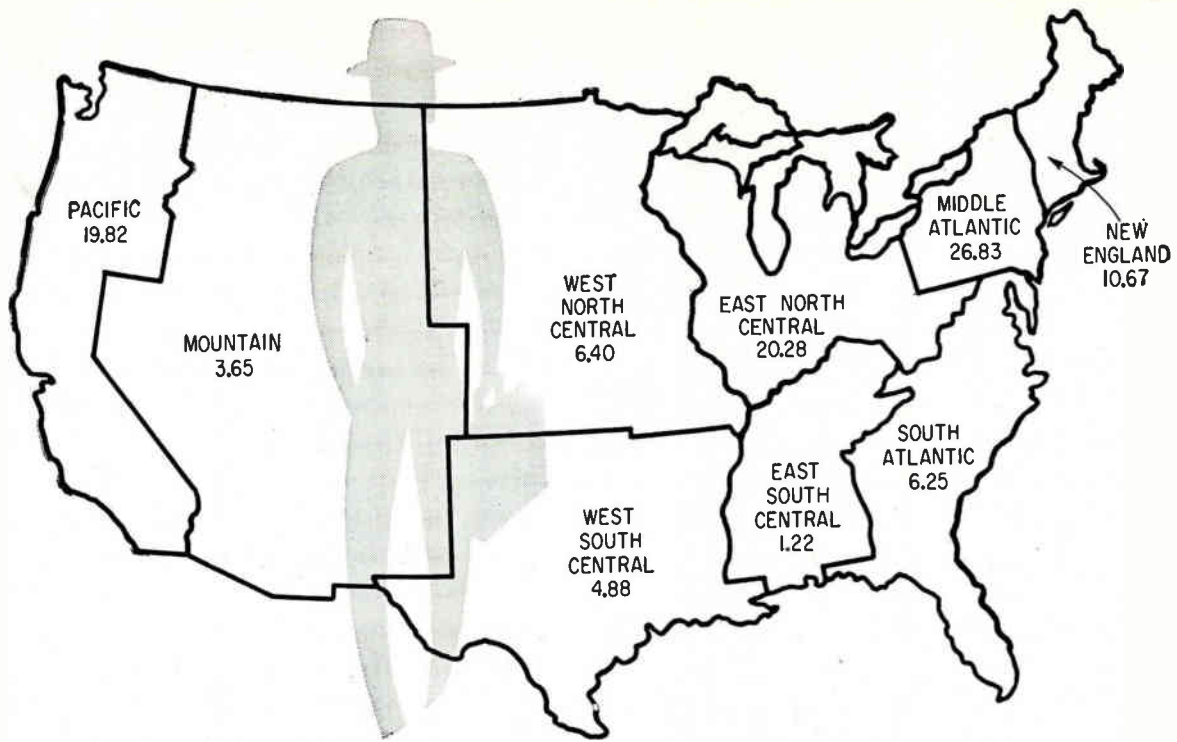 PACIFIC
19.82
MOUNTAIN
3.65
WEST
NORTH
CENTRAL
6.40
EAST NORTH
CENTRAL
20.28
MIDDLE
ATLANTIC
26.83
NEW
ENGLAND
10.67
WEST
SOUTH
CENTRAL
4.88
EAST
SOUTH
CENTRAL
1.22
SOUTH
ATLANTIC
6.25